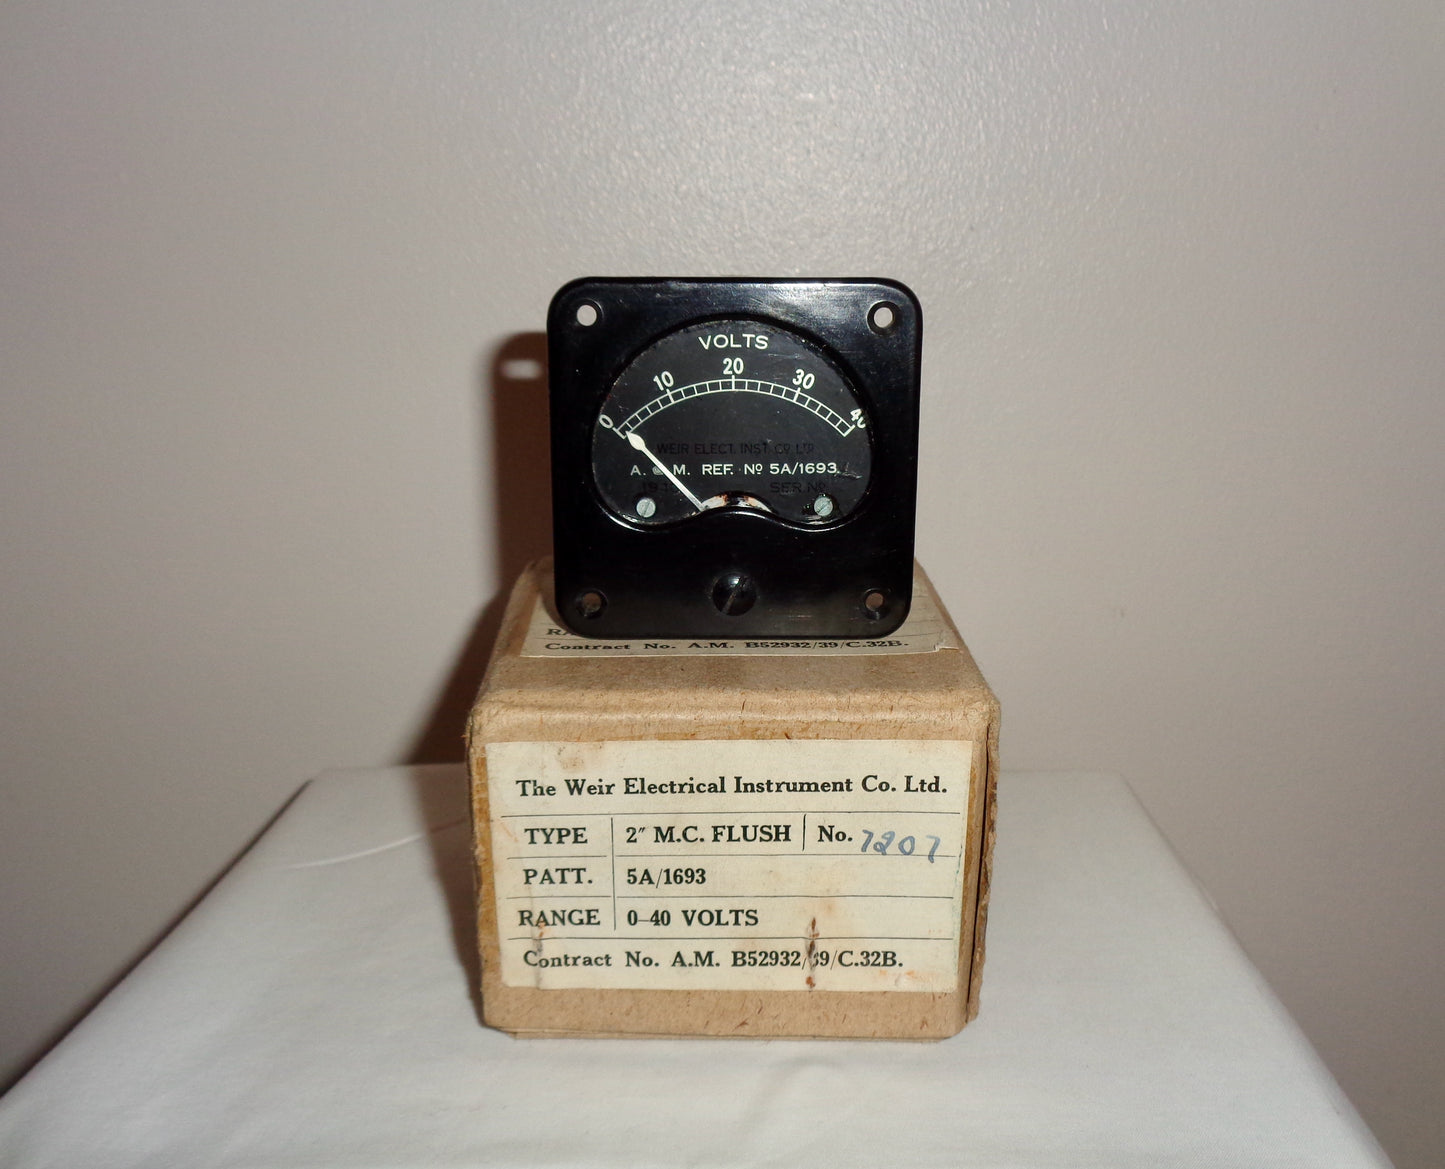 VOLTS
0 10 20 30 40
WEIR ELECT. INST. CO LTD
A. M. REF. Nº 5A/1693
SER. Nº
Contract No. A.M. B52932/39/C.32B.
The Weir Electrical Instrument Co. Ltd.
TYPE 2″ M.C. FLUSH No. 7207
PATT. 5A/1693
RANGE 0-40 VOLTS
Contract No. A.M. B52932/39/C.32B.